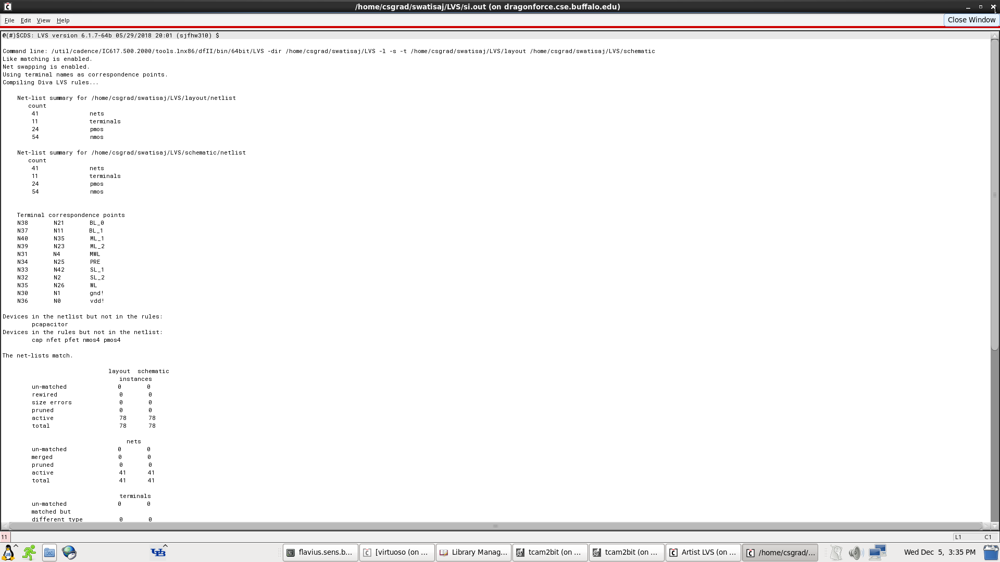 /home/csgrad/swatisaj/LVS/si.out (on dragonforce.cse.buffalo.edu)
File Edit View Help
Close Window
@(#)$CDS: LVS version 6.1.7-64b 05/29/2018 20:01 (sjfhw310) $
Command line: /util/cadence/IC617.500.2000/tools.lnx86/dfII/bin/64bit/LVS -dir /home/csgrad/swatisaj/LVS -l -s -t /home/csgrad/swatisaj/LVS/layout /home/csgrad/swatisaj/LVS/schematic
Like matching is enabled.
Net swapping is enabled.
Using terminal names as correspondence points.
Compiling Diva LVS rules...
Net-list summary for /home/csgrad/swatisaj/LVS/layout/netlist
count
41 nets
11 terminals
24 pmos
54 nmos
Net-list summary for /home/csgrad/swatisaj/LVS/schematic/netlist
count
41 nets
11 terminals
24 pmos
54 nmos
Terminal correspondence points
N38 N21 BL_0
N37 N11 BL_1
N40 N35 ML_1
N39 N23 ML_2
N31 N4 MWL
N34 N25 PRE
N33 N42 SL_1
N32 N2 SL_2
N35 N26 WL
N30 N1 gnd!
N36 N0 vdd!
Devices in the netlist but not in the rules:
pcapacitor
Devices in the rules but not in the netlist:
cap nfet pfet nmos4 pmos4
The net-lists match.
layout schematic
instances
un-matched 0 0
rewired 0 0
size errors 0 0
pruned 0 0
active 78 78
total 78 78
nets
un-matched 0 0
merged 0 0
pruned 0 0
active 41 41
total 41 41
terminals
un-matched 0 0
matched but
different type 0 0
11
L1 C1
UB
flavius.sens.b... [virtuoso (on ... Library Manag... tcam2bit (on ... tcam2bit (on ... Artist LVS (on ... /home/csgrad/... Wed Dec 5, 3:35 PM